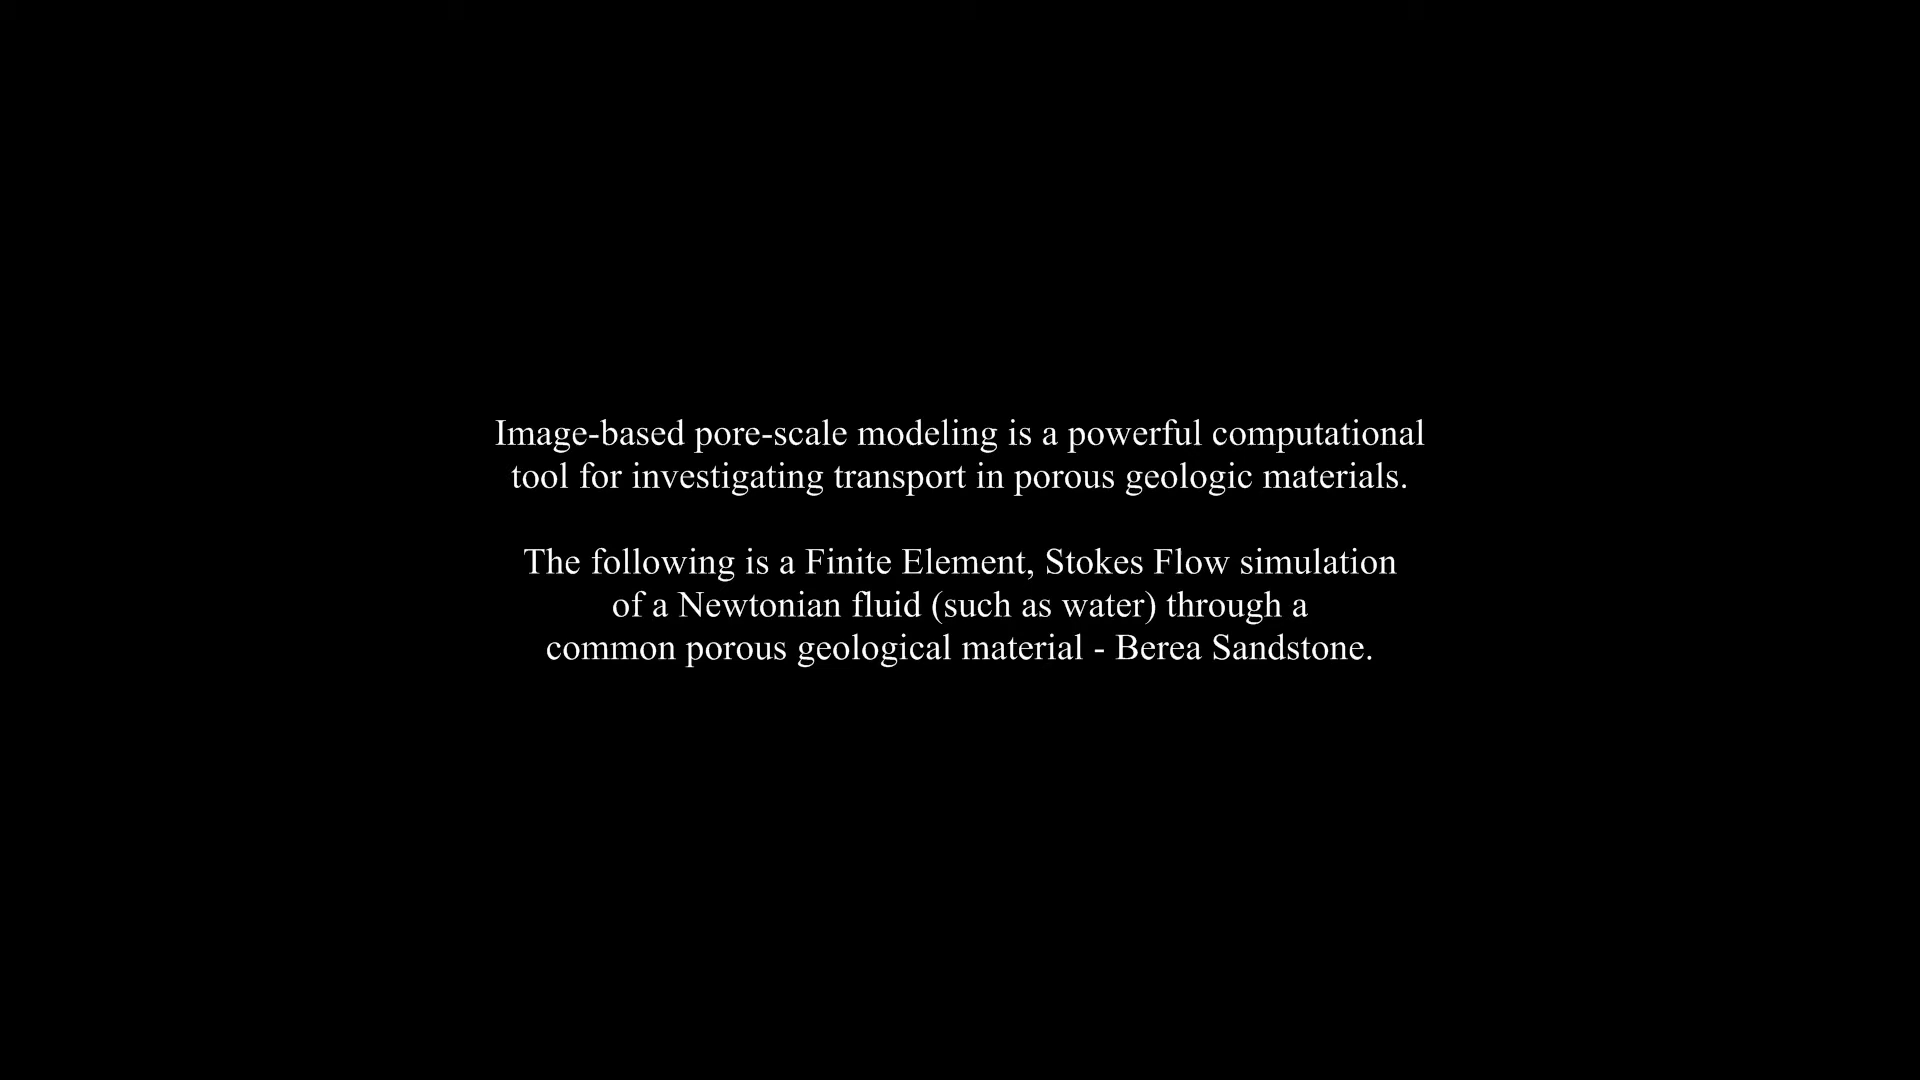 Image-based pore-scale modeling is a powerful computational
tool for investigating transport in porous geologic materials.
The following is a Finite Element, Stokes Flow simulation
of a Newtonian fluid (such as water) through a
common porous geological material - Berea Sandstone.